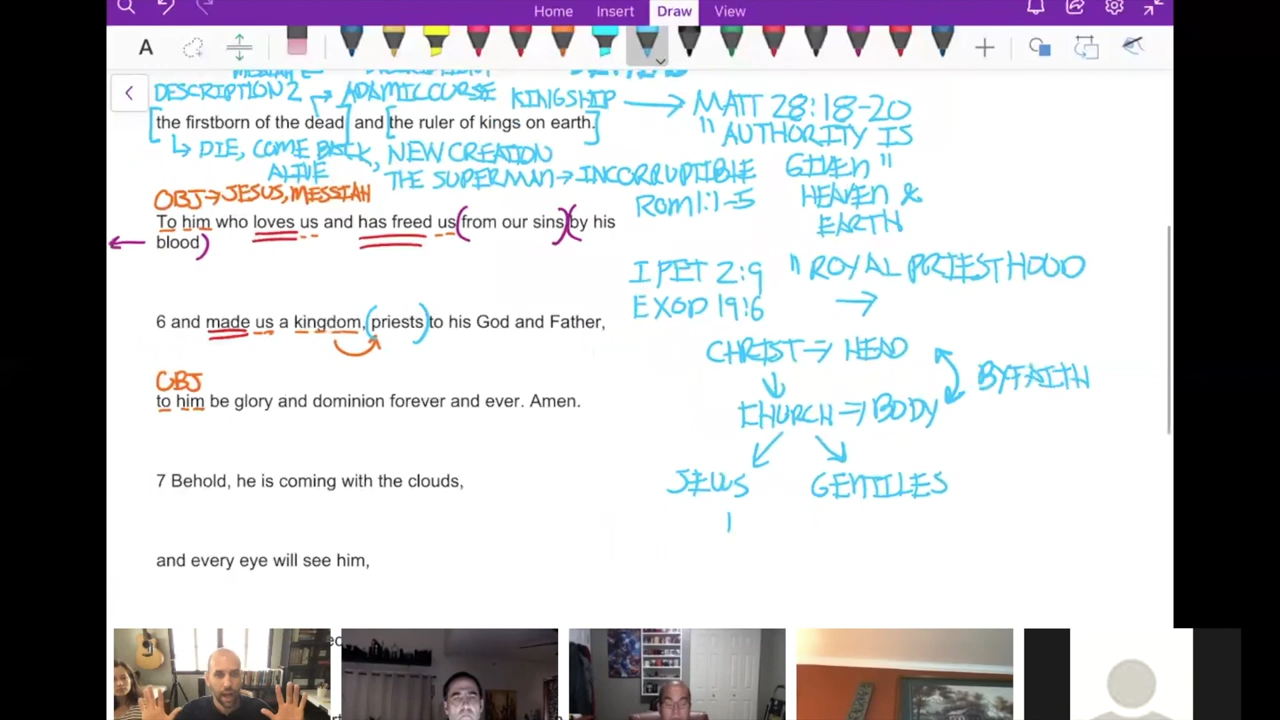 Home Insert Draw View
A
DESCRIPTION 2 → ADAMIC CURSE KINGSHIP → MATT 28:18-20
the firstborn of the dead and the ruler of kings on earth.
" AUTHORITY IS
↳ DIE, COME BACK, NEW CREATION
GIVEN "
ALIVE THE SUPERMAN → INCORRUPTIBLE
HEAVEN &
EARTH
OBJ → JESUS, MESSIAH
Rom 1:1-5
To him who loves us and has freed us (from our sins) (by his
blood)
I PET 2:9 " ROYAL PRIESTHOOD
EXOD 19:6 →
6 and made us a kingdom, (priests) to his God and Father,
CHRIST ⇒ HEAD
BY FAITH
OBJ
to him be glory and dominion forever and ever. Amen.
CHURCH ⇒ BODY
7 Behold, he is coming with the clouds,
JEWS GENTILES
and every eye will see him,